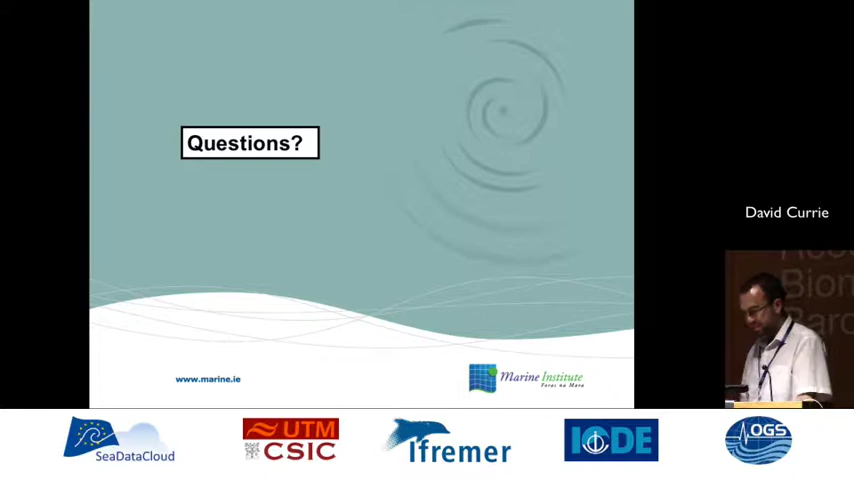 Questions?
David Currie
www.marine.ie
Marine Institute
Foras na Mara
SeaDataCloud
UTM
CSIC
Ifremer
IODE
OGS